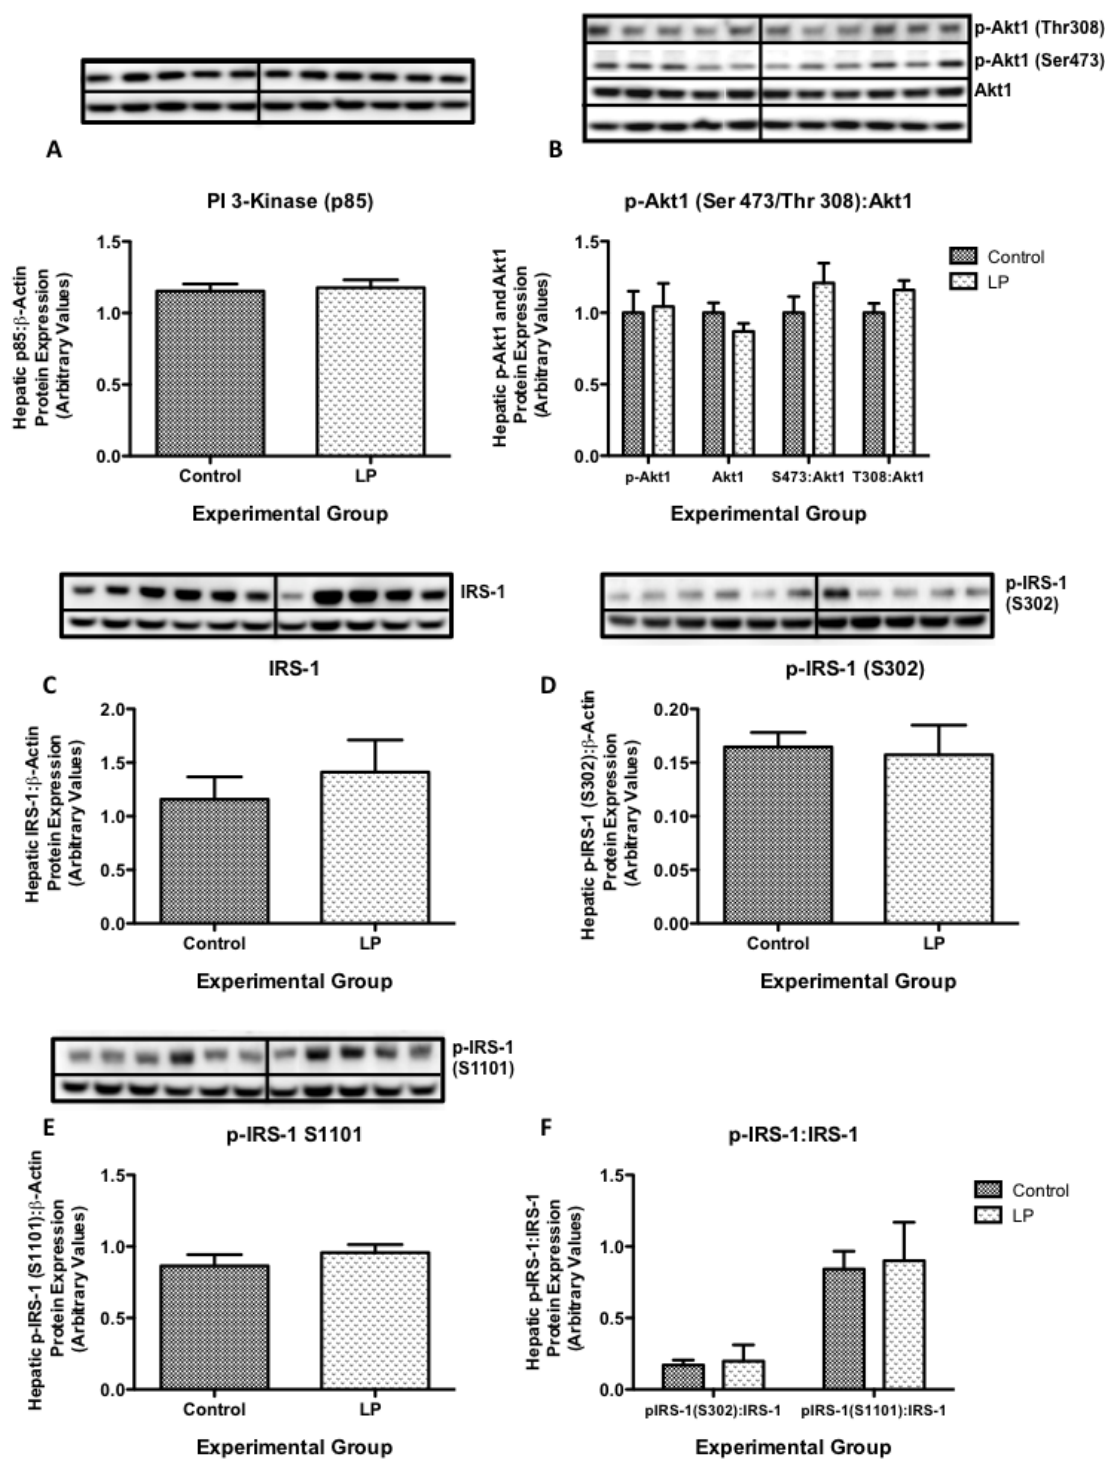 p-Akt1 (Thr308)
p-Akt1 (Ser473)
Akt1
A
B
PI 3-Kinase (p85)
Hepatic p85:β-Actin
Protein Expression
(Arbitrary Values)
1.5
1.0
0.5
0.0
Control
LP
Experimental Group
p-Akt1 (Ser 473/Thr 308):Akt1
Hepatic p-Akt1 and Akt1
Protein Expression
(Arbitrary Values)
1.5
1.0
0.5
0.0
p-Akt1
Akt1
S473:Akt1
T308:Akt1
Experimental Group
Control
LP
IRS-1
p-IRS-1
(S302)
C
IRS-1
Hepatic IRS-1:β-Actin
Protein Expression
(Arbitrary Values)
2.0
1.5
1.0
0.5
0.0
Control
LP
Experimental Group
D
p-IRS-1 (S302)
Hepatic p-IRS-1 (S302):β-Actin
Protein Expression
(Arbitrary Values)
0.20
0.15
0.10
0.05
0.00
Control
LP
Experimental Group
p-IRS-1
(S1101)
E
p-IRS-1 S1101
Hepatic p-IRS-1 (S1101):β-Actin
Protein Expression
(Arbitrary Values)
1.5
1.0
0.5
0.0
Control
LP
Experimental Group
F
p-IRS-1:IRS-1
Hepatic p-IRS-1:IRS-1
Protein Expression
(Arbitrary Values)
1.5
1.0
0.5
0.0
pIRS-1(S302):IRS-1
pIRS-1(S1101):IRS-1
Experimental Group
Control
LP